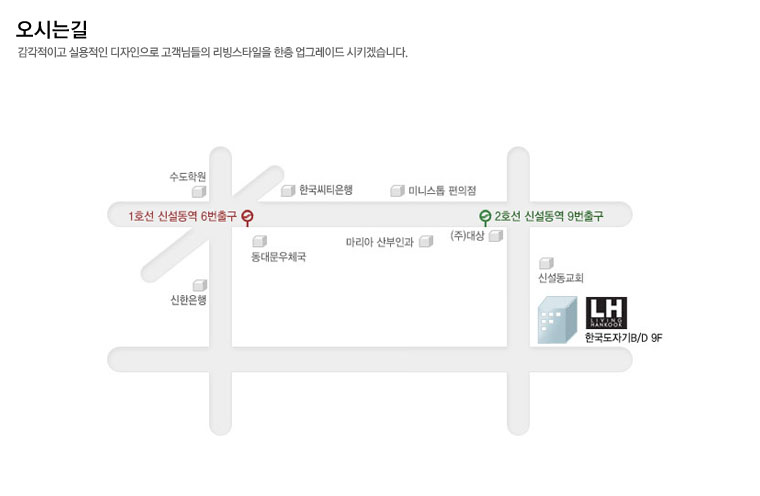 오시는길
감각적이고 실용적인 디자인으로 고객님들의 리빙스타일을 한층 업그레이드 시키겠습니다.
수도학원
한국씨티은행
미니스톱 편의점
1호선 신설동역 6번출구
2호선 신설동역 9번출구
동대문우체국
마리아 산부인과
(주)대상
신설동교회
신한은행
LH
LIVING
HANKOOK
한국도자기B/D 9F